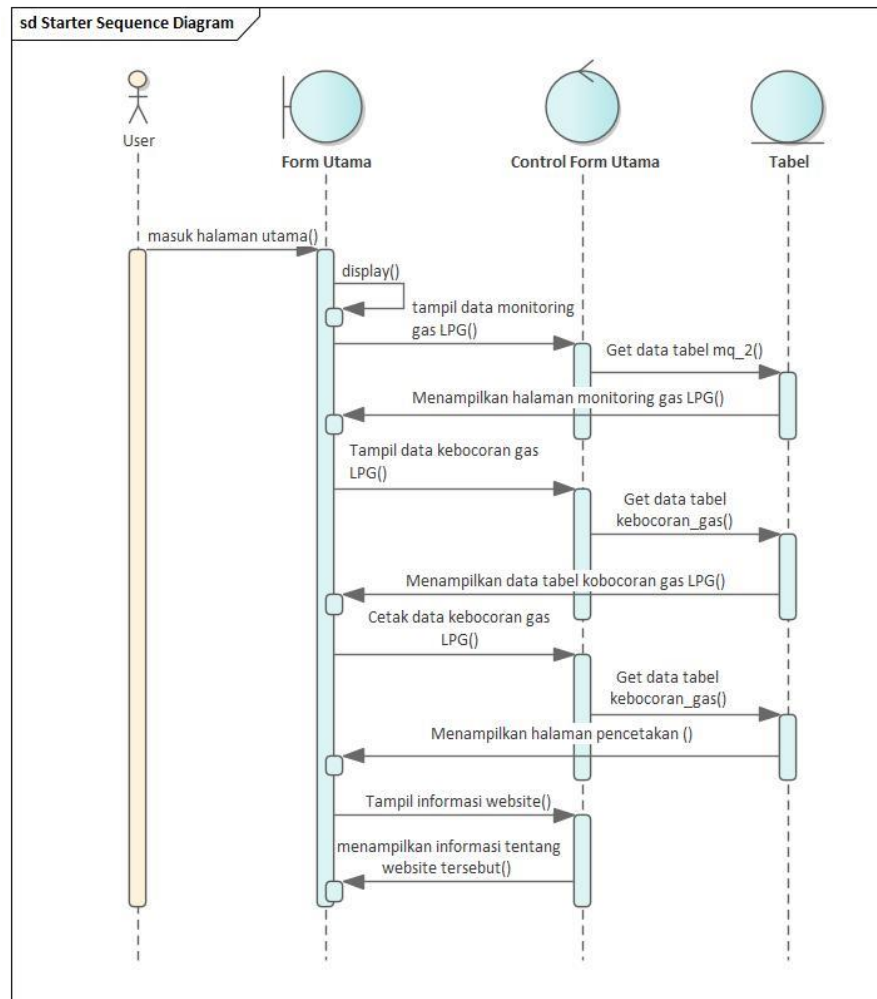 sd Starter Sequence Diagram
User
Form Utama
Control Form Utama
Tabel
masuk halaman utama()
display()
tampil data monitoring
gas LPG()
Get data tabel mq_2()
Menampilkan halaman monitoring gas LPG()
Tampil data kebocoran gas
LPG()
Get data tabel
kebocoran_gas()
Menampilkan data tabel kobocoran gas LPG()
Cetak data kebocoran gas
LPG()
Get data tabel
kebocoran_gas()
Menampilkan halaman pencetakan ()
Tampil informasi website()
menampilkan informasi tentang
website tersebut()